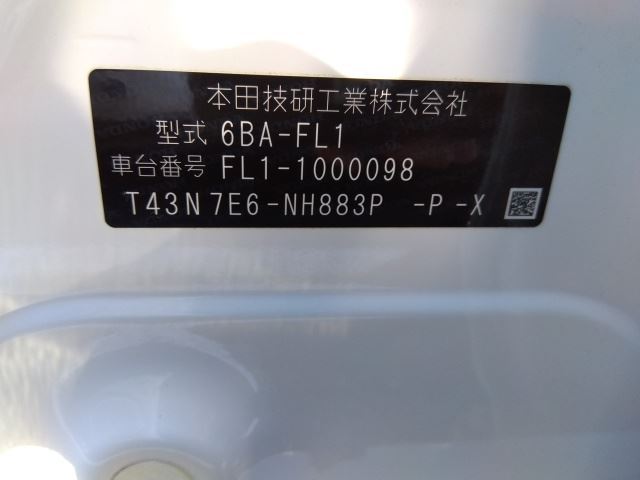 本田技研工業株式会社
型式 6BA-FL1
車台番号 FL1-1000098
T43N7E6-NH883P -P-X